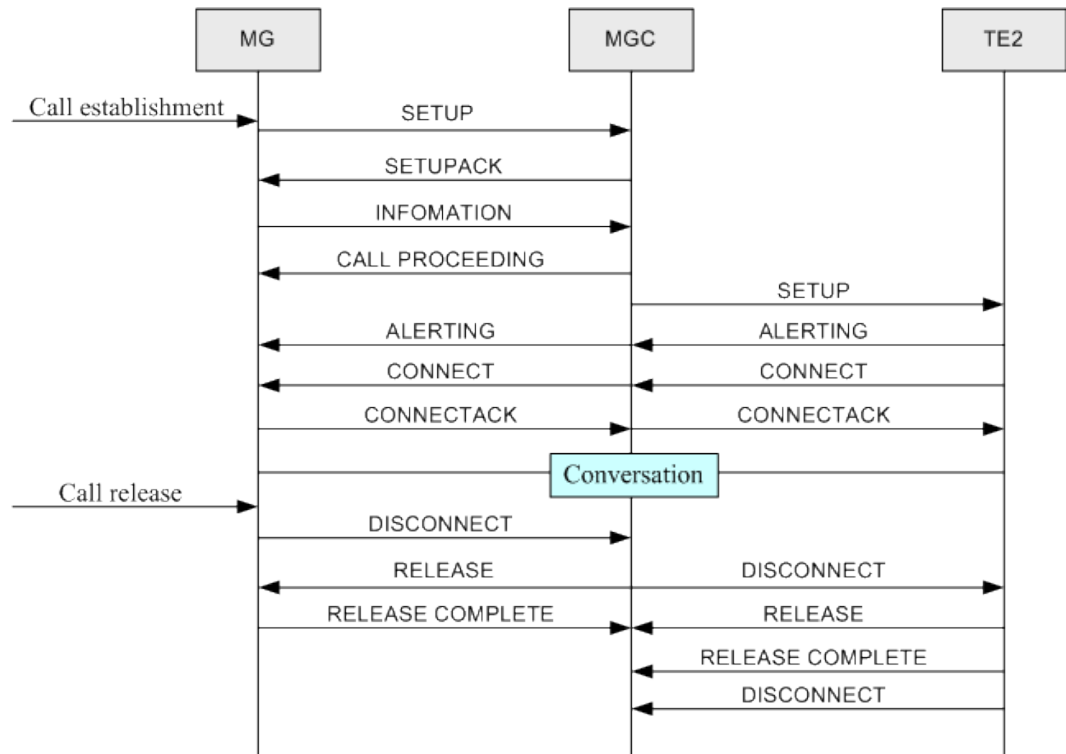 MG
MGC
TE2
Call establishment
SETUP
SETUPACK
INFOMATION
CALL PROCEEDING
SETUP
ALERTING
ALERTING
CONNECT
CONNECT
CONNECTACK
CONNECTACK
Conversation
Call release
DISCONNECT
RELEASE
DISCONNECT
RELEASE COMPLETE
RELEASE
RELEASE COMPLETE
DISCONNECT